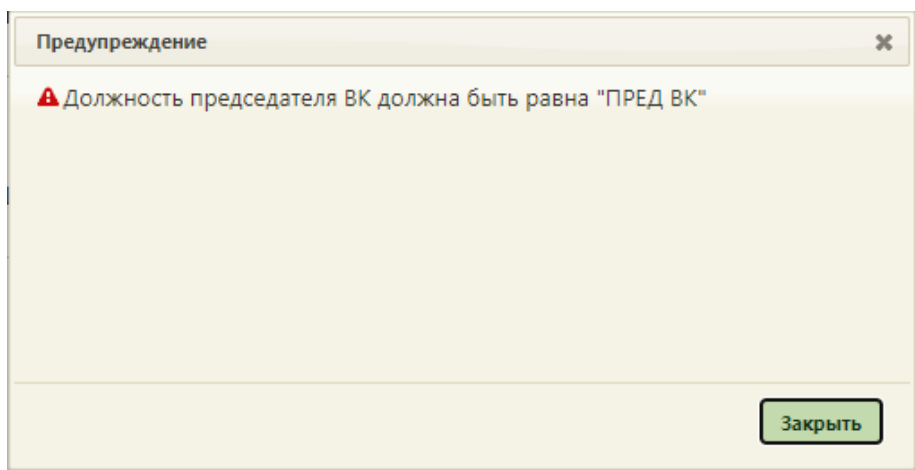 Предупреждение
Должность председателя ВК должна быть равна "ПРЕД ВК"
Закрыть